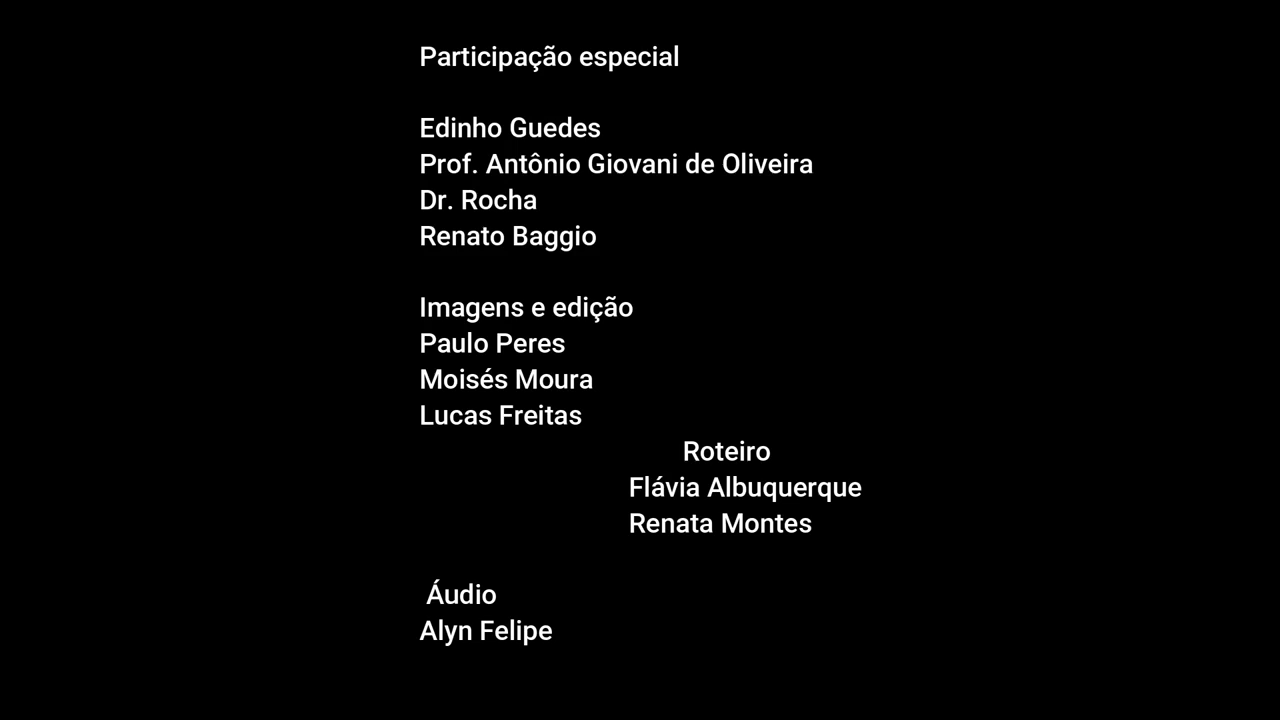 Participação especial
Edinho Guedes
Prof. Antônio Giovani de Oliveira
Dr. Rocha
Renato Baggio
Imagens e edição
Paulo Peres
Moisés Moura
Lucas Freitas
Roteiro
Flávia Albuquerque
Renata Montes
Áudio
Alyn Felipe